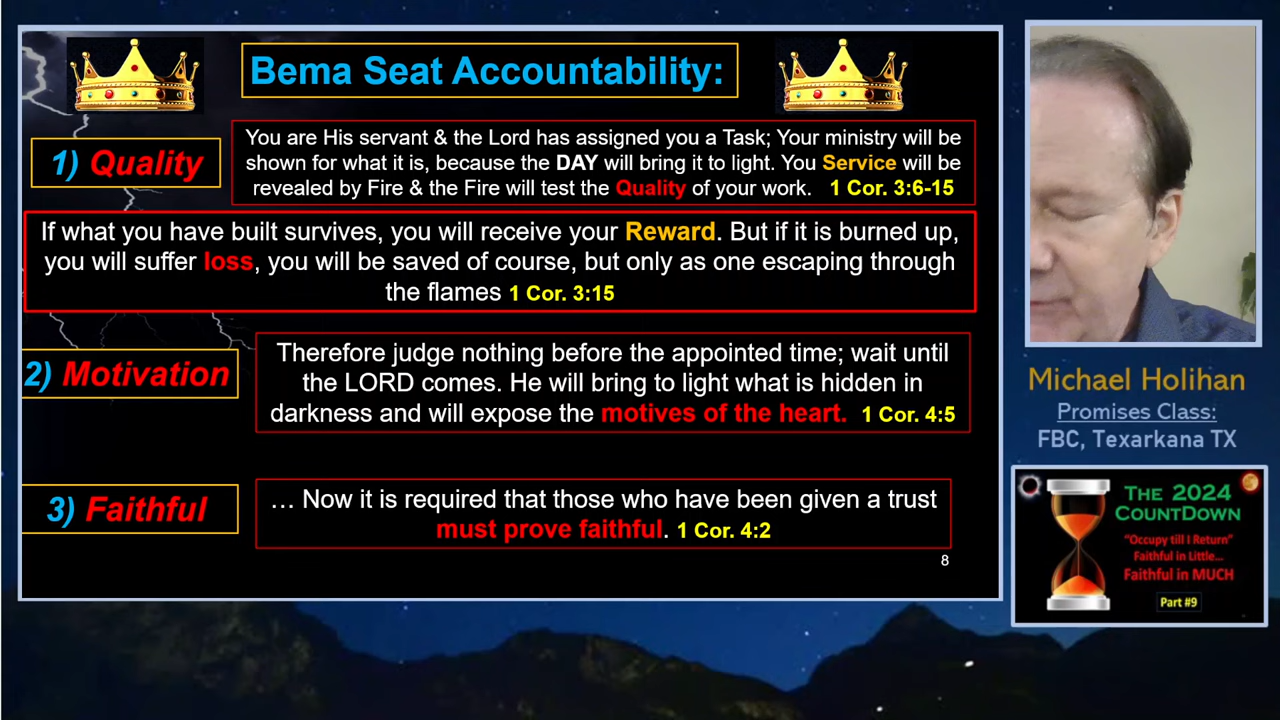 Bema Seat Accountability:
1) Quality
You are His servant & the Lord has assigned you a Task; Your ministry will be
shown for what it is, because the DAY will bring it to light. You Service will be
revealed by Fire & the Fire will test the Quality of your work. 1 Cor. 3:6-15
If what you have built survives, you will receive your Reward. But if it is burned up,
you will suffer loss, you will be saved of course, but only as one escaping through
the flames 1 Cor. 3:15
2) Motivation
Therefore judge nothing before the appointed time; wait until
the LORD comes. He will bring to light what is hidden in
darkness and will expose the motives of the heart. 1 Cor. 4:5
3) Faithful
… Now it is required that those who have been given a trust
must prove faithful. 1 Cor. 4:2
8
Michael Holihan
Promises Class:
FBC, Texarkana TX
The 2024
CountDown
"Occupy till I Return"
Faithful in Little...
Faithful in MUCH
Part #9